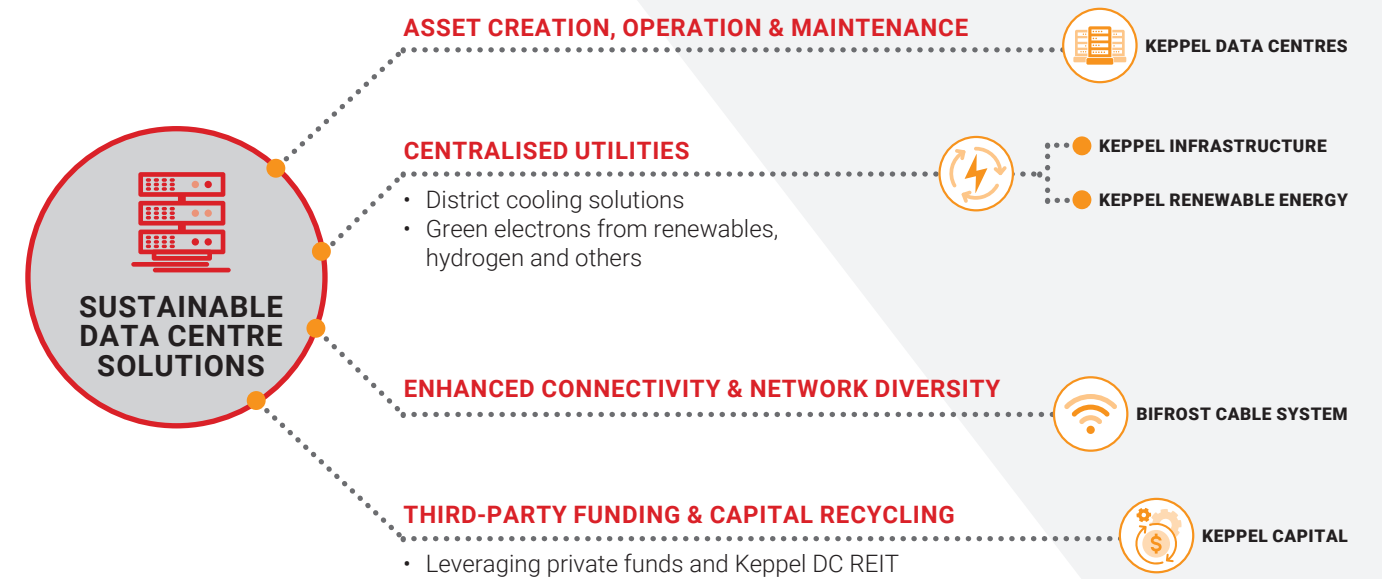 ASSET CREATION, OPERATION & MAINTENANCE
KEPPEL DATA CENTRES
CENTRALISED UTILITIES
• District cooling solutions
• Green electrons from renewables,
hydrogen and others
KEPPEL INFRASTRUCTURE
KEPPEL RENEWABLE ENERGY
SUSTAINABLE
DATA CENTRE
SOLUTIONS
ENHANCED CONNECTIVITY & NETWORK DIVERSITY
BIFROST CABLE SYSTEM
THIRD-PARTY FUNDING & CAPITAL RECYCLING
• Leveraging private funds and Keppel DC REIT
$
KEPPEL CAPITAL